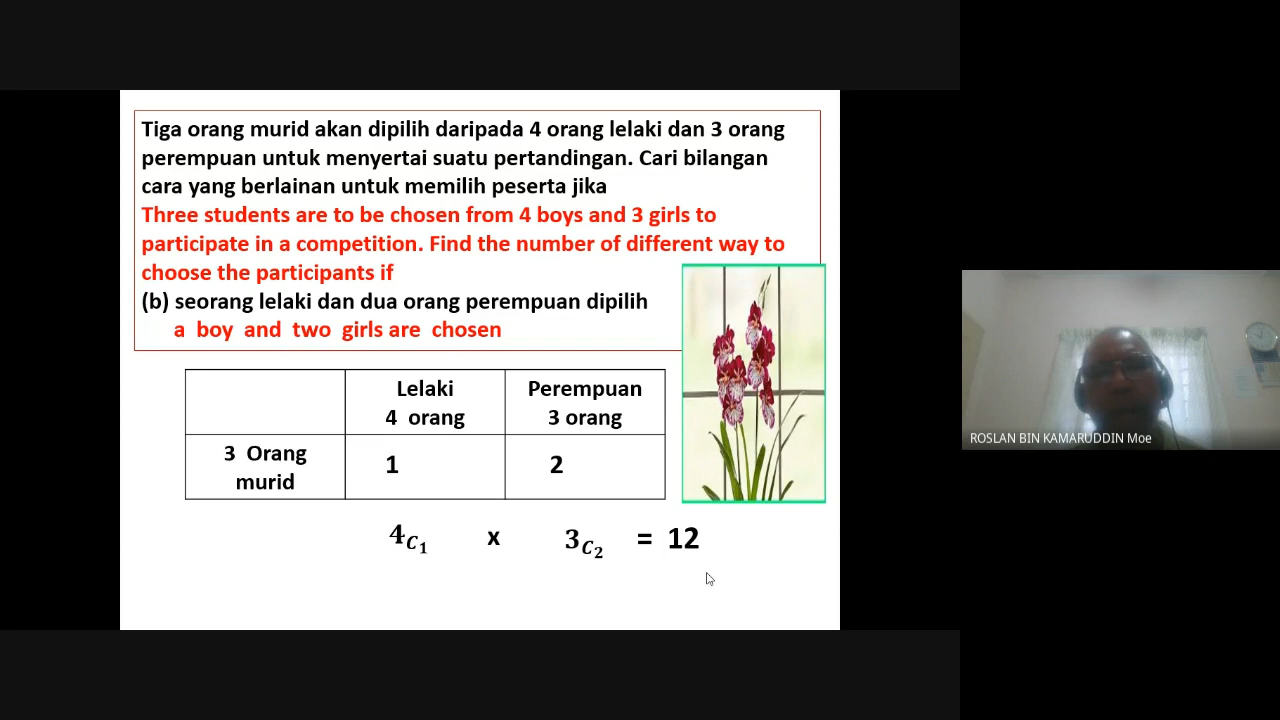 Tiga orang murid akan dipilih daripada 4 orang lelaki dan 3 orang
perempuan untuk menyertai suatu pertandingan. Cari bilangan
cara yang berlainan untuk memilih peserta jika
Three students are to be chosen from 4 boys and 3 girls to
participate in a competition. Find the number of different way to
choose the participants if
(b) seorang lelaki dan dua orang perempuan dipilih
a boy and two girls are chosen
Lelaki
4 orang
Perempuan
3 orang
3 Orang
murid
1
2
4C₁ x 3C₂ = 12
ROSLAN BIN KAMARUDDIN Moe